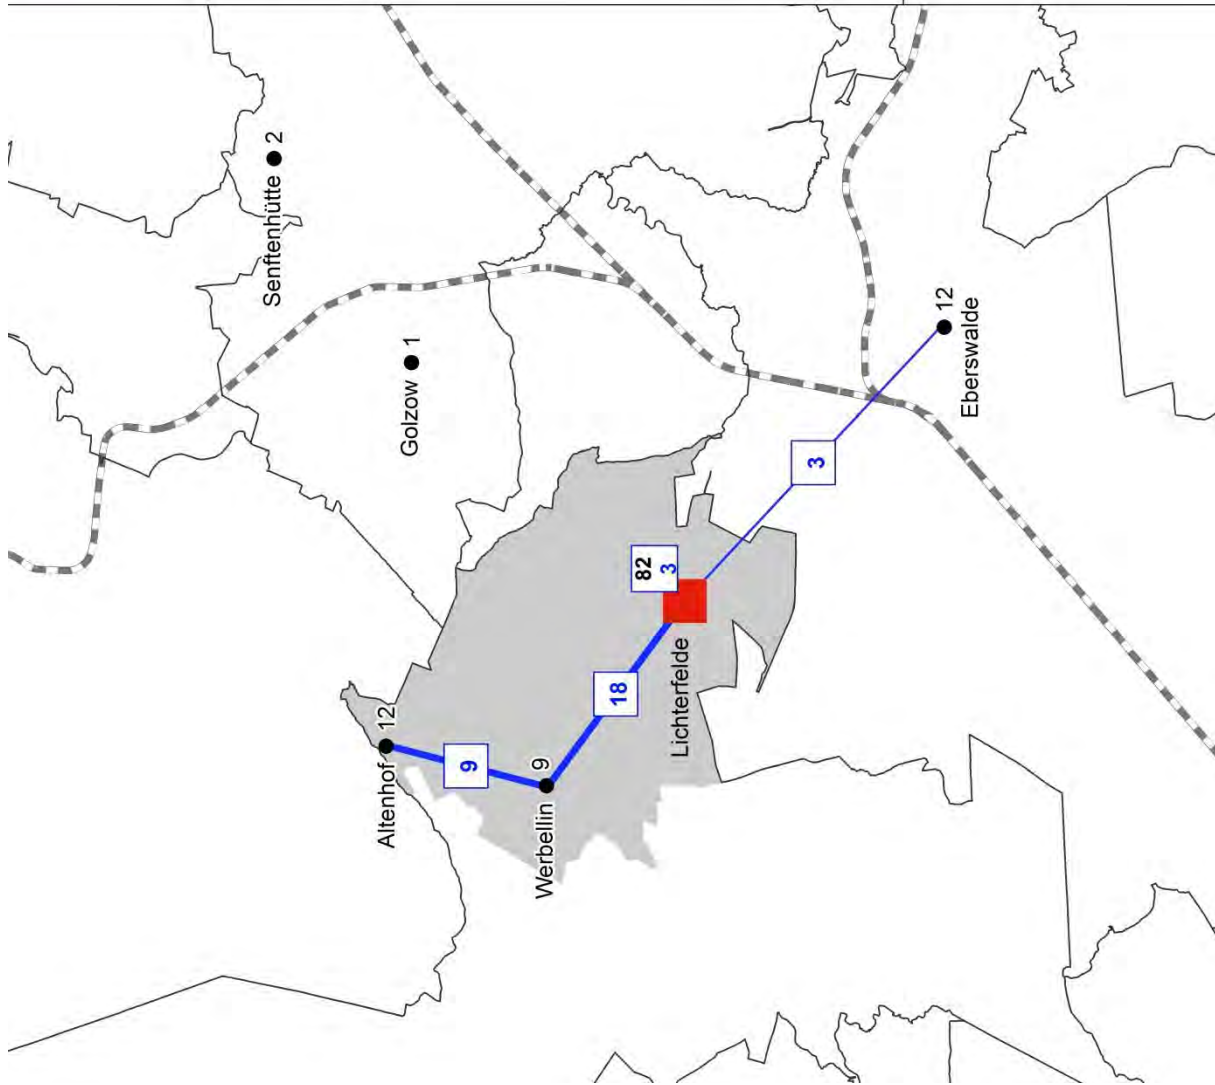 Senftenhütte 2
Altenhof 12
Golzow 1
9
Werbellin 9
18
82
3
Lichterfelde
3
12
Eberswalde